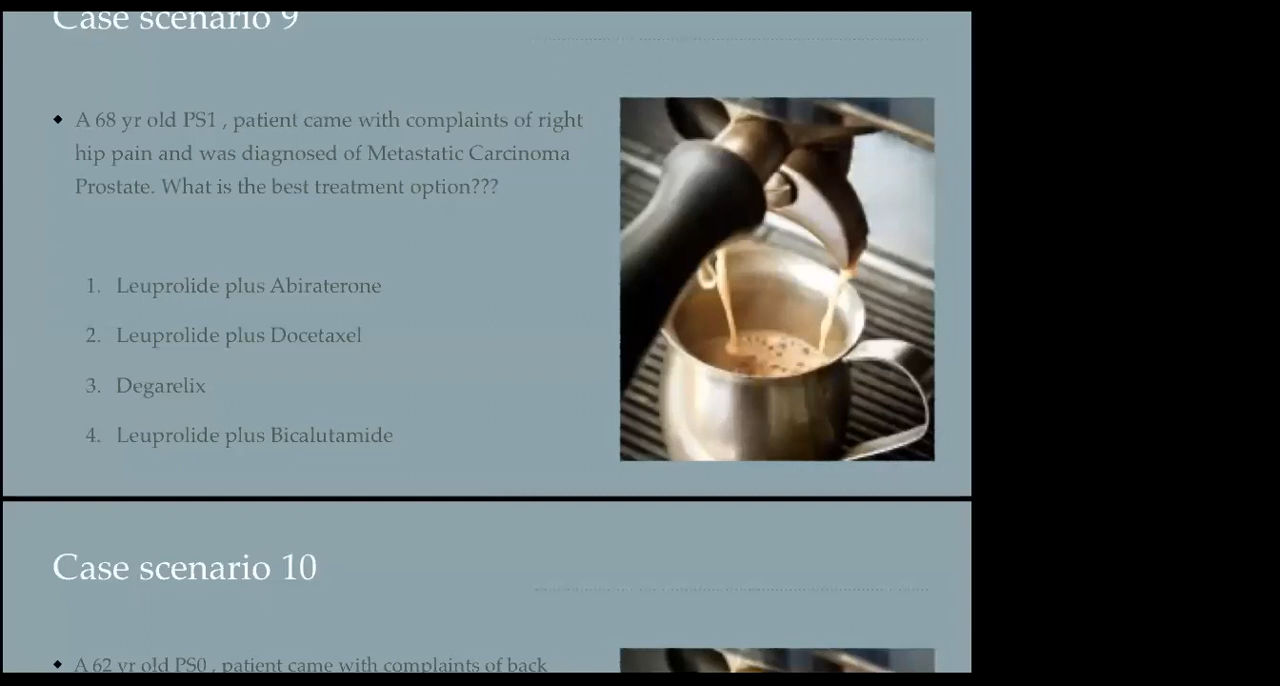 Case scenario 9
A 68 yr old PS1 , patient came with complaints of right
hip pain and was diagnosed of Metastatic Carcinoma
Prostate. What is the best treatment option???
1. Leuprolide plus Abiraterone
2. Leuprolide plus Docetaxel
3. Degarelix
4. Leuprolide plus Bicalutamide
Case scenario 10
A 62 yr old PS0 , patient came with complaints of back